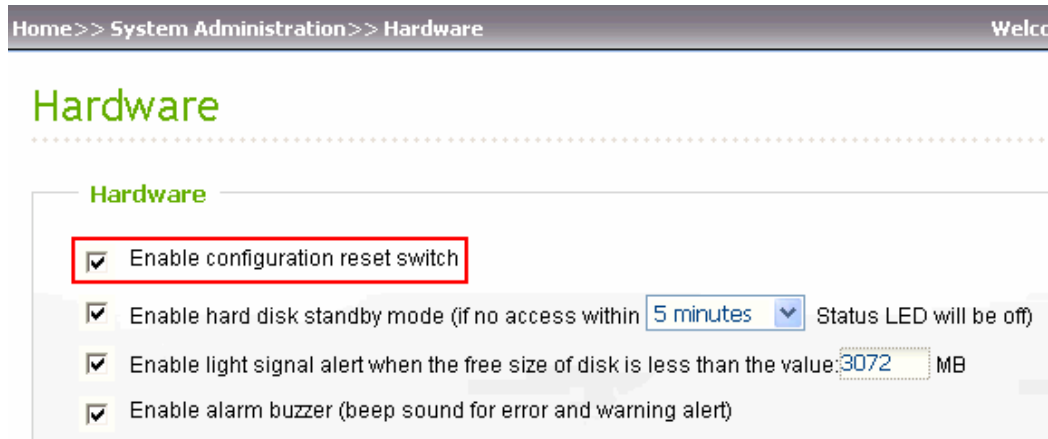 Home>> System Administration>> Hardware
Hardware
Hardware
Enable configuration reset switch
Enable hard disk standby mode (if no access within 5 minutes Status LED will be off)
Enable light signal alert when the free size of disk is less than the value:3072 MB
Enable alarm buzzer (beep sound for error and warning alert)